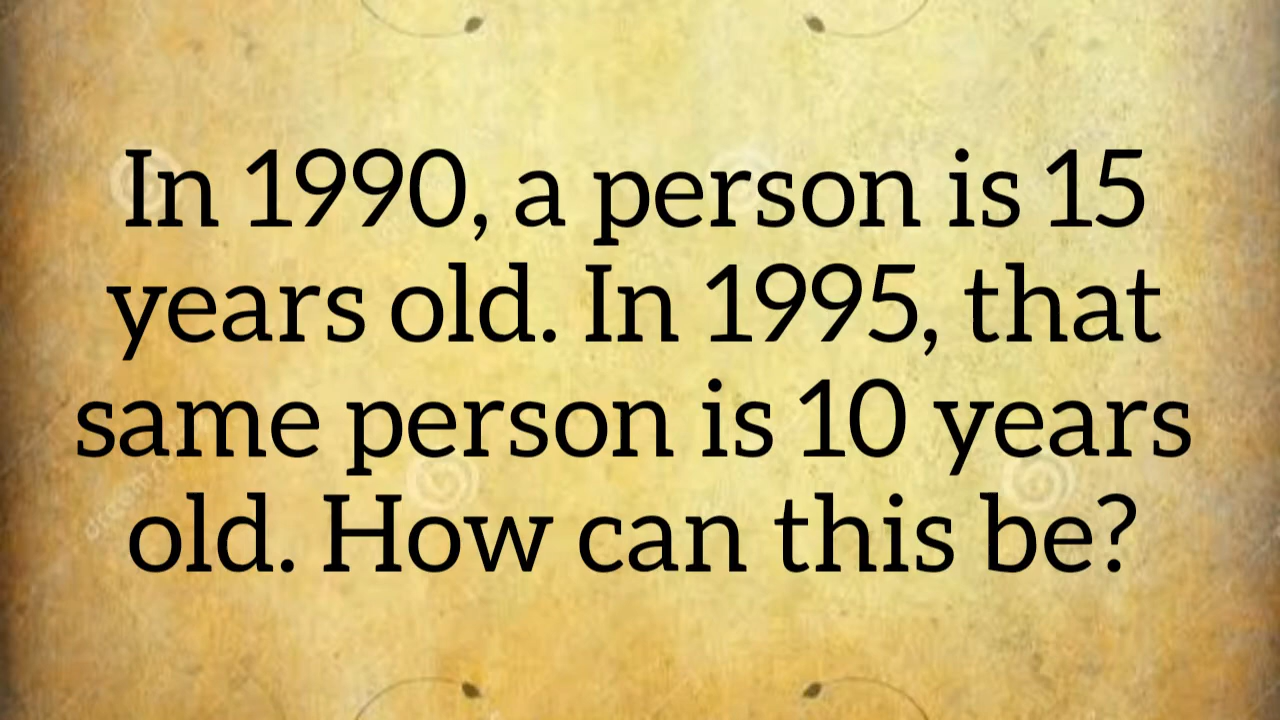 In 1990, a person is 15
years old. In 1995, that
same person is 10 years
old. How can this be?